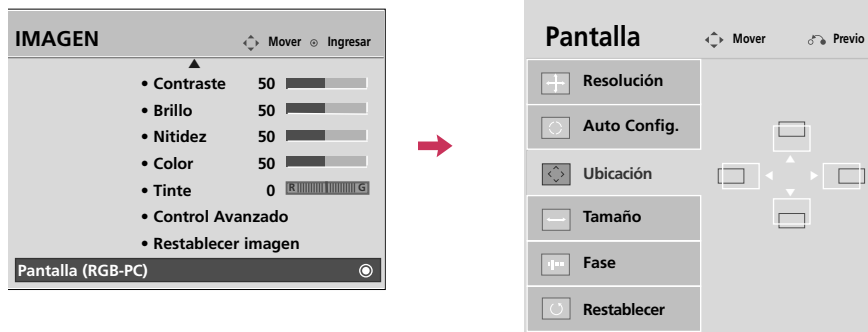 IMAGEN
Mover
Ingresar
• Contraste 50
• Brillo 50
• Nitidez 50
• Color 50
• Tinte 0 R G
• Control Avanzado
• Restablecer imagen
Pantalla (RGB-PC)
Pantalla
Mover
Previo
Resolución
Auto Config.
Ubicación
Tamaño
Fase
Restablecer